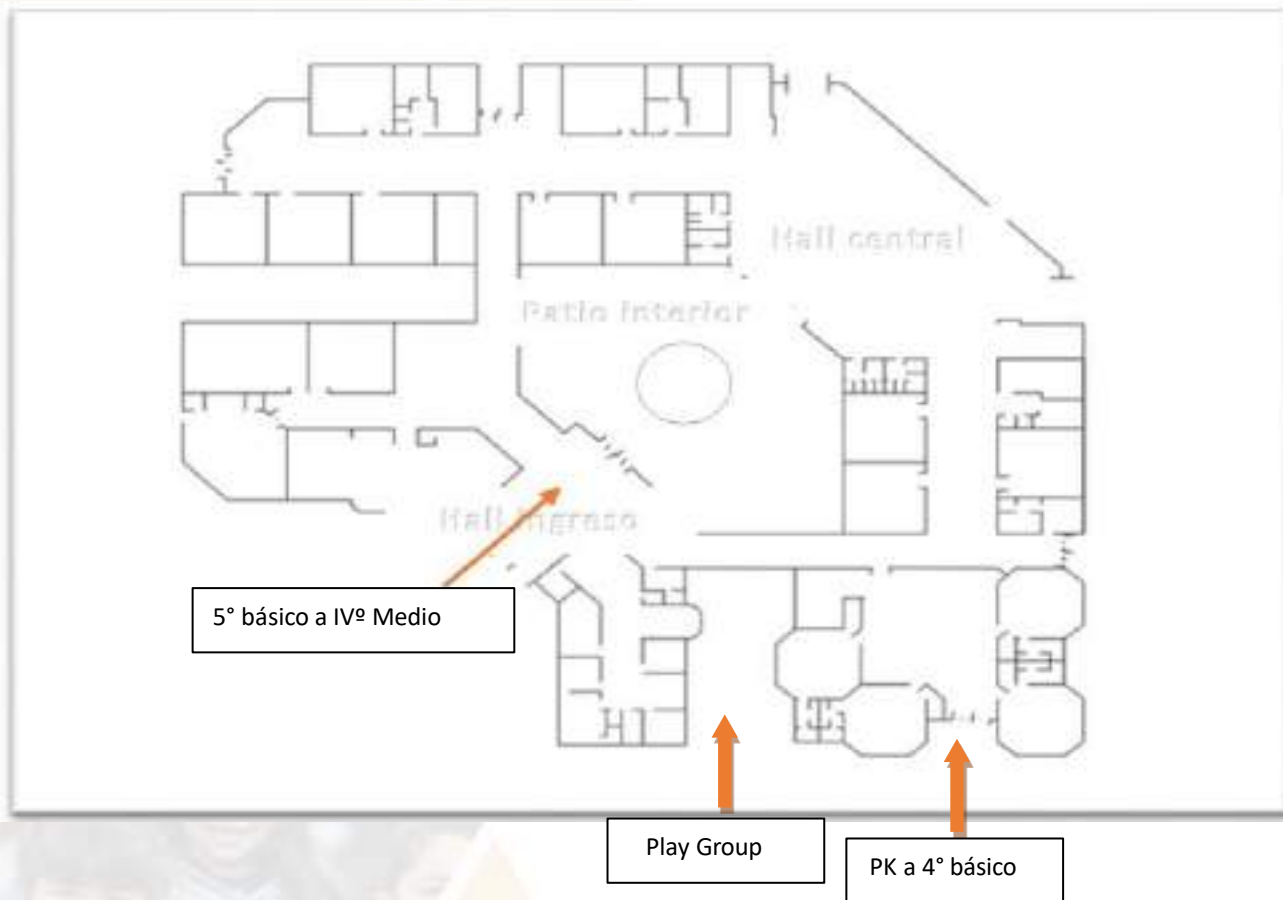 Hall central
Patio interior
Hall ingreso
5° básico a IVº Medio
Play Group
PK a 4° básico